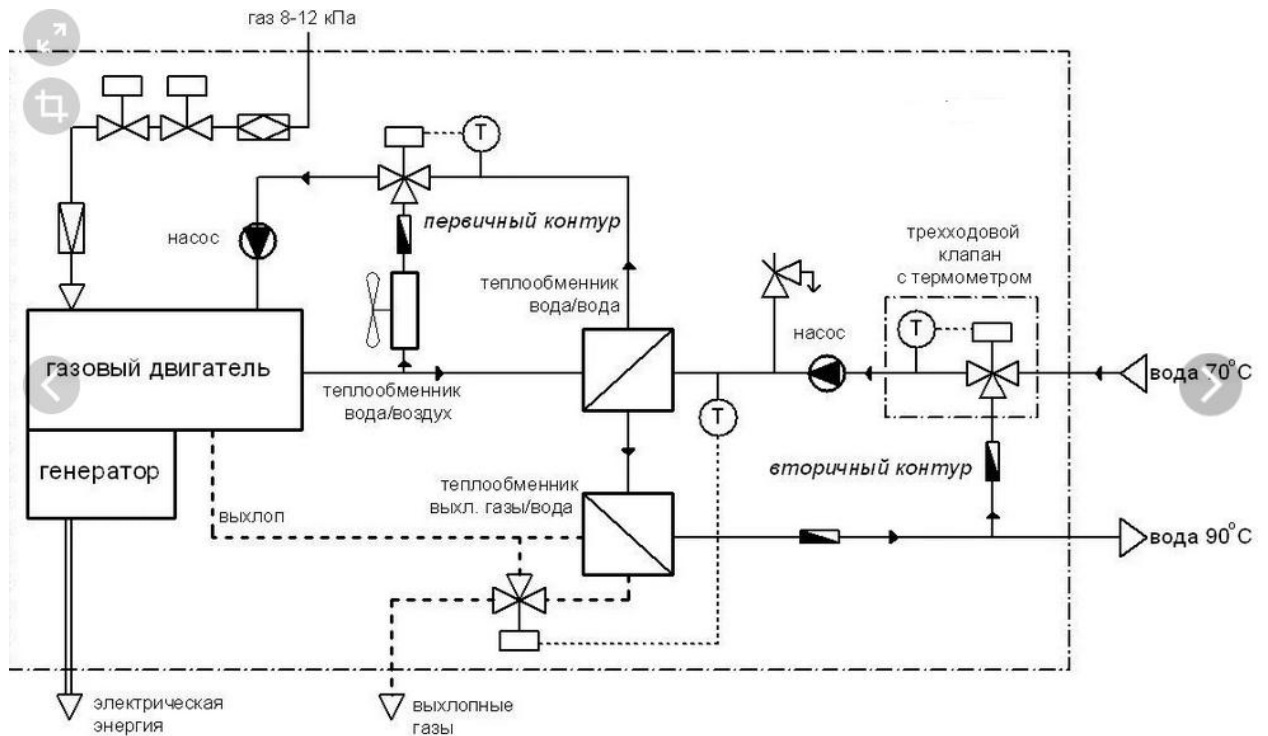 газ 8-12 кПа
T
первичный контур
насос
трехходовой
клапан
с термометром
теплообменник
вода/вода
T
насос
газовый двигатель
вода 70°С
теплообменник
вода/воздух
T
генератор
вторичный контур
теплообменник
выхл. газы/вода
выхлоп
вода 90°С
электрическая
энергия
выхлопные
газы